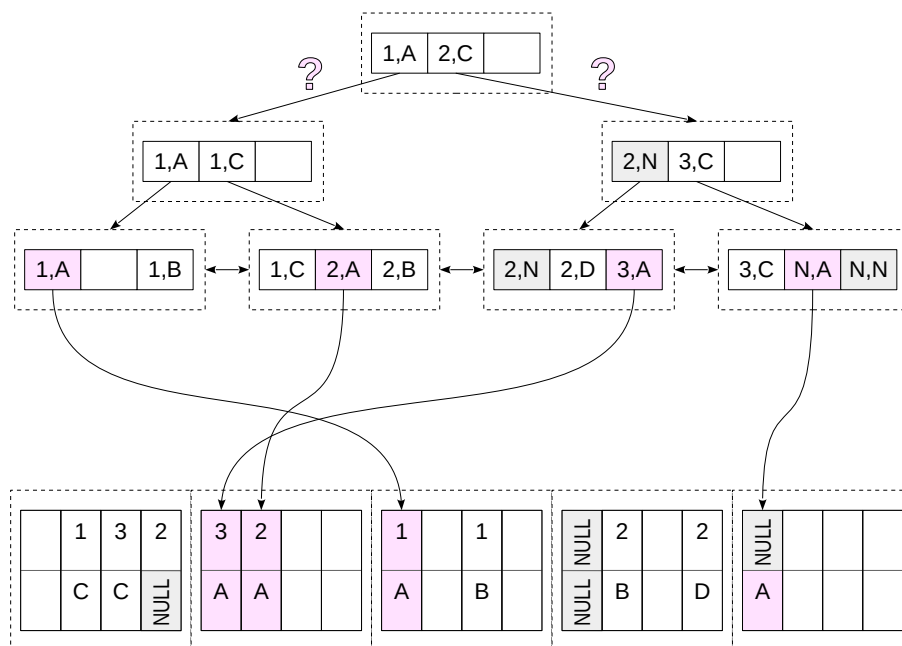 1,A 2,C
? ?
1,A 1,C 2,N 3,C
1,A 1,B 1,C 2,A 2,B 2,N 2,D 3,A 3,C N,A N,N
1 3 2 3 2 1 1 NULL 2 2 NULL
C C NULL A A A B NULL B D A